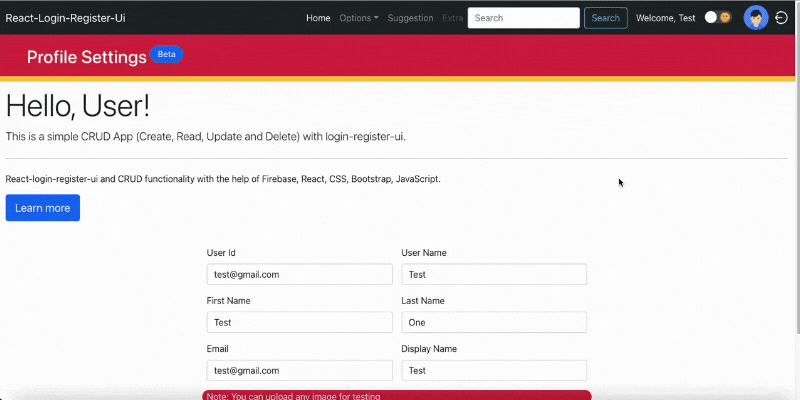 React-Login-Register-Ui Home Options Suggestion Extra Search Search Welcome, Test
Profile Settings Beta
Hello, User!
This is a simple CRUD App (Create, Read, Update and Delete) with login-register-ui.
React-login-register-ui and CRUD functionality with the help of Firebase, React, CSS, Bootstrap, JavaScript.
Learn more
User Id User Name
test@gmail.com Test
First Name Last Name
Test One
Email Display Name
test@gmail.com Test
Note: You can upload any image for testing